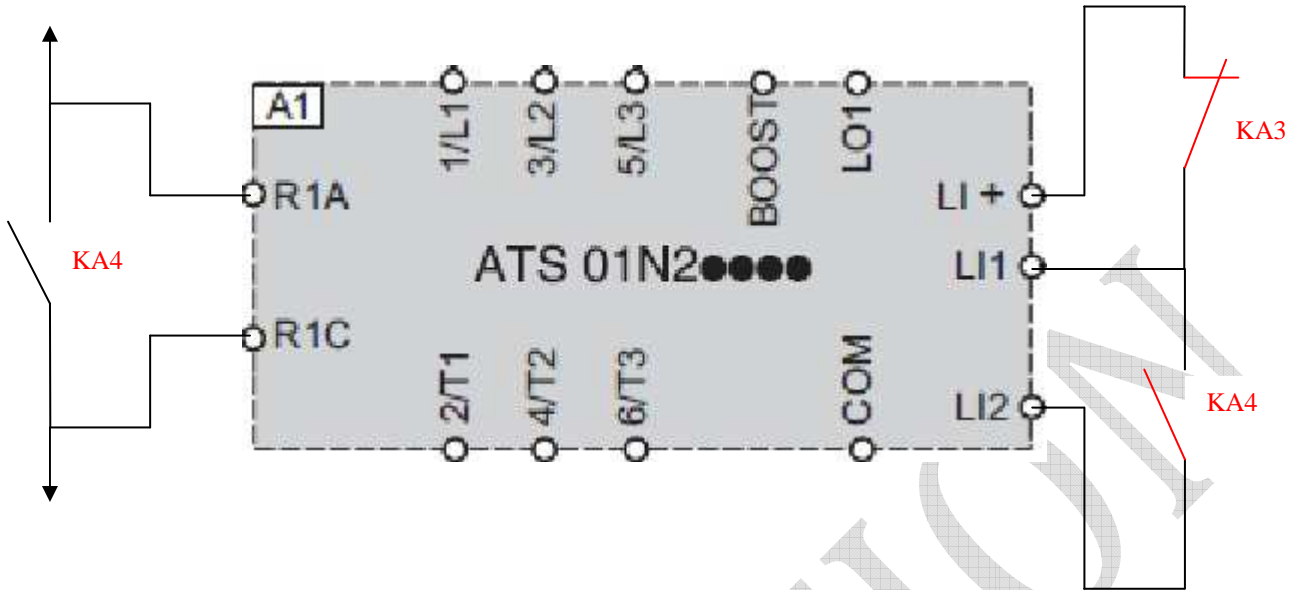 A1
1/L1
3/L2
5/L3
BOOST
LO1
KA3
R1A
LI +
KA4
ATS 01N2●●●●
LI1
R1C
2/T1
4/T2
6/T3
COM
LI2
KA4
ION